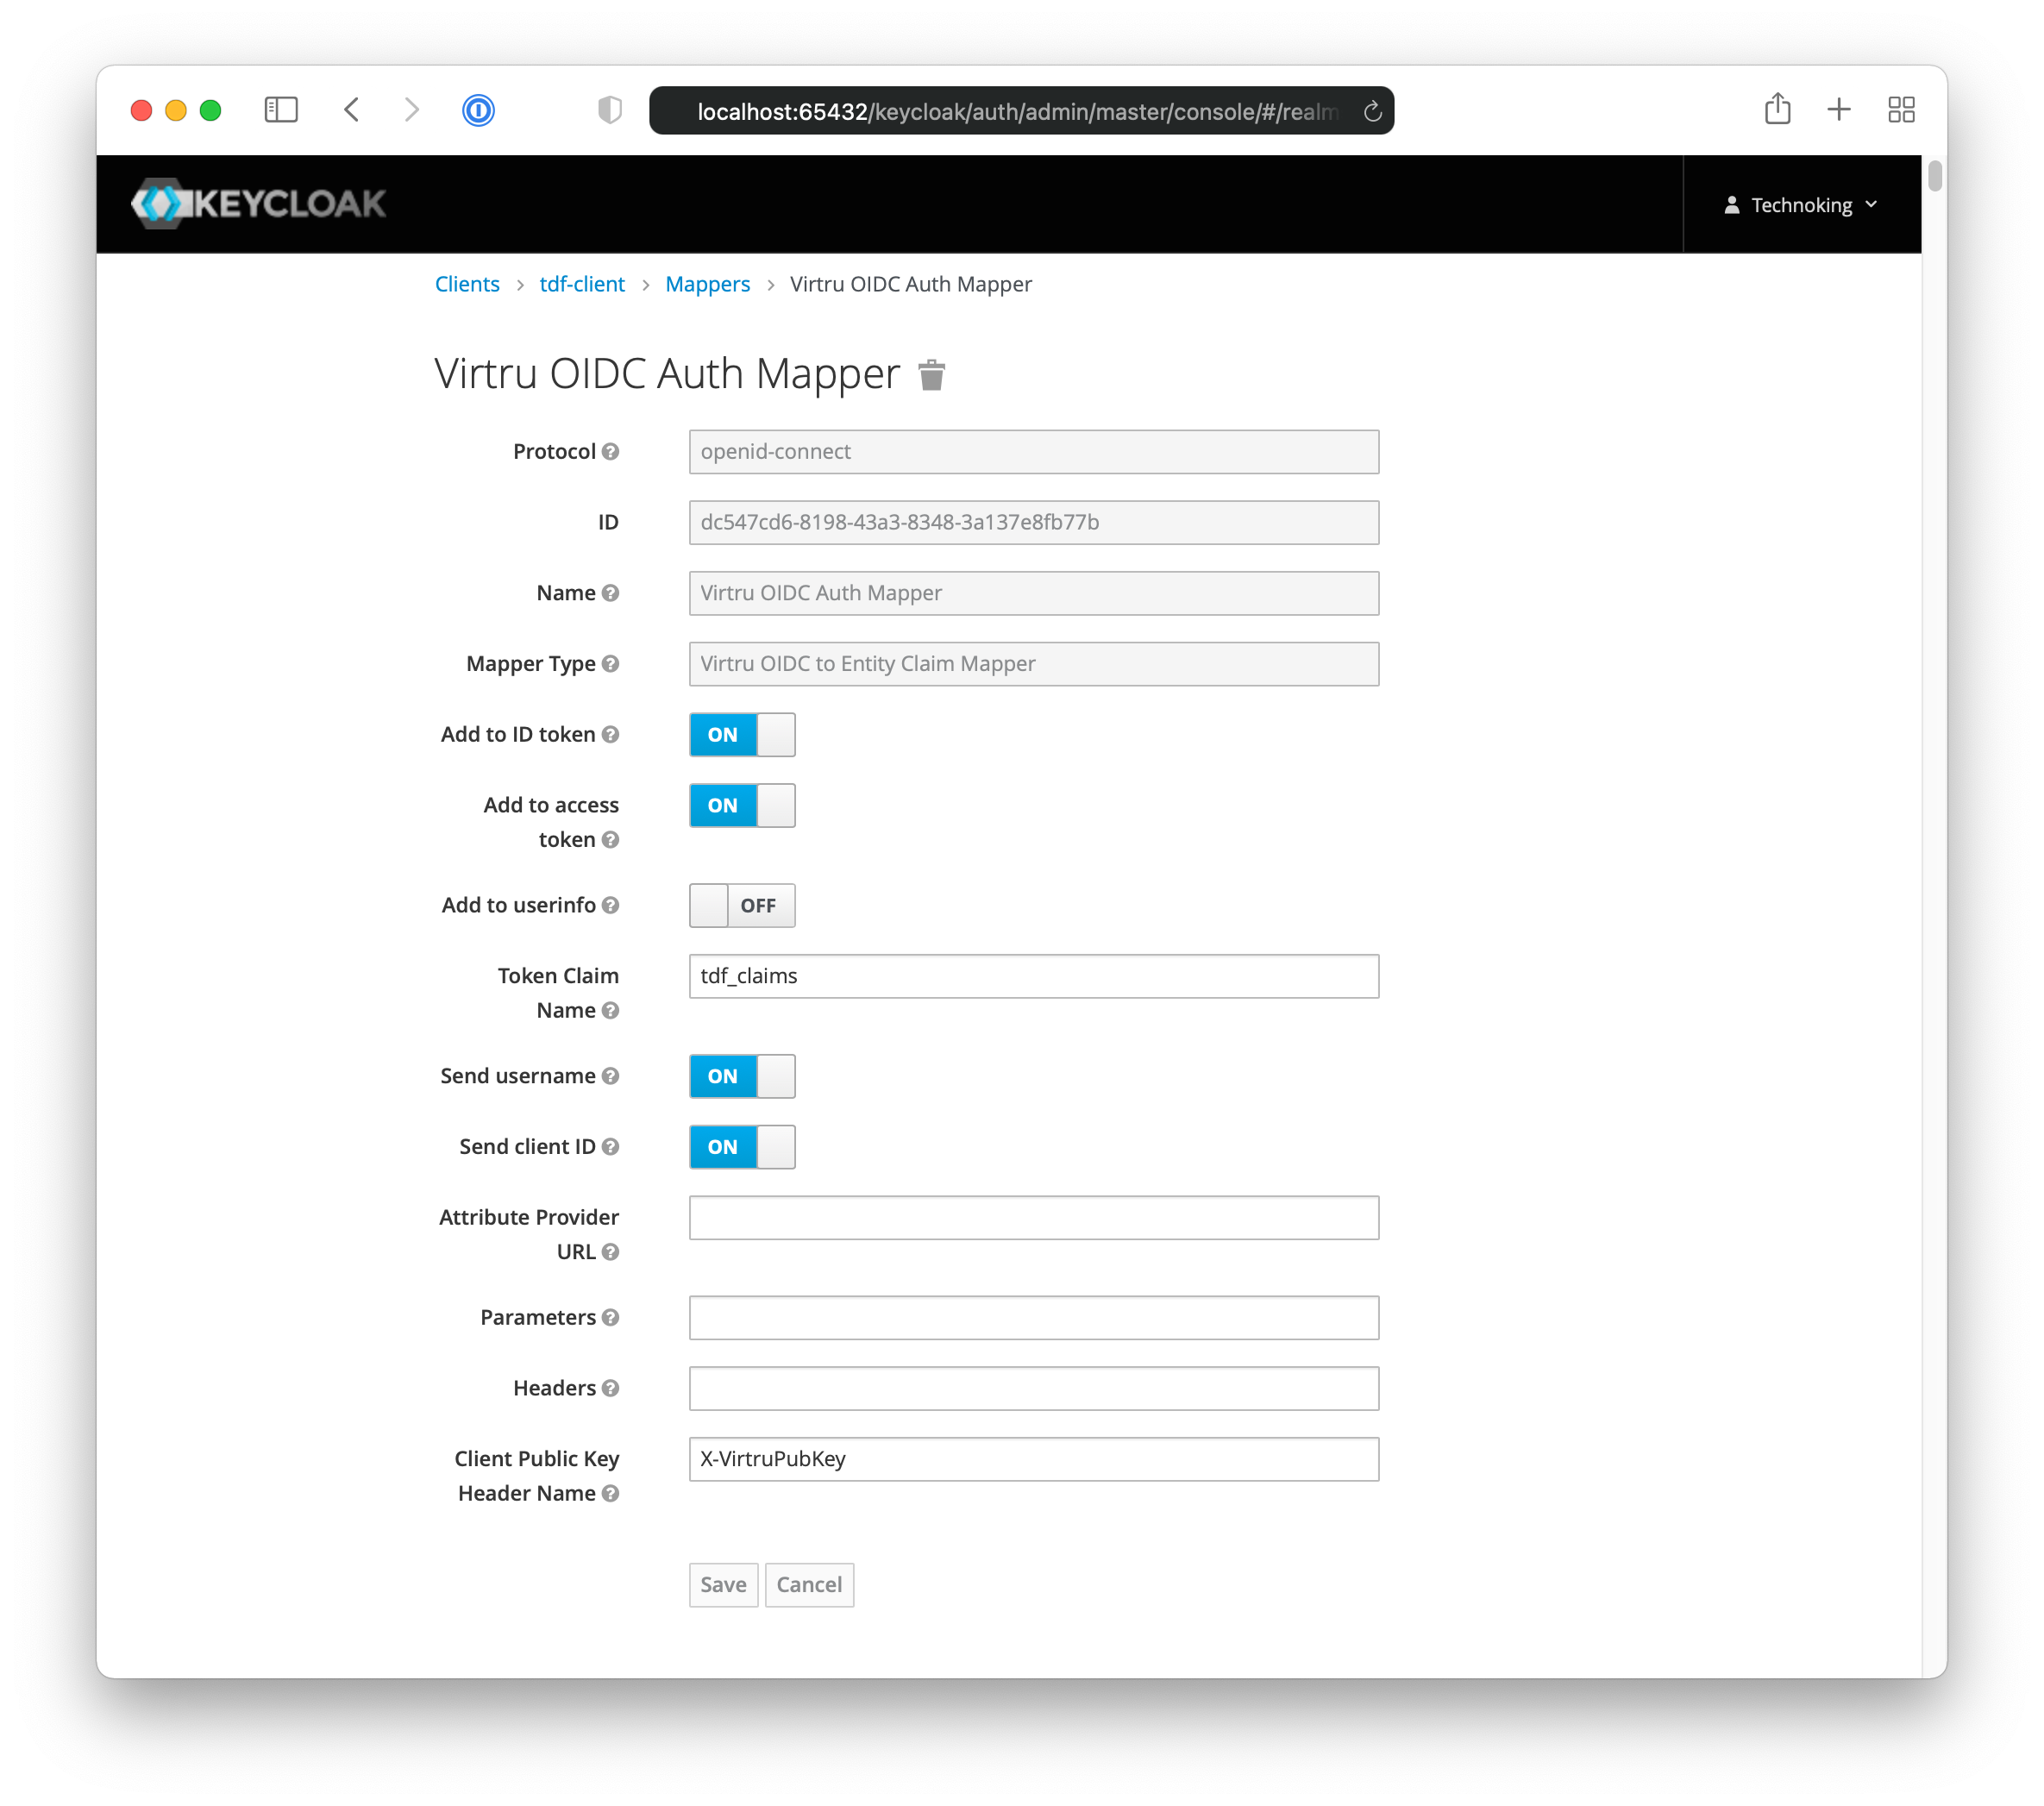 localhost:65432/keycloak/auth/admin/master/console/#/realm
KEYCLOAK
Technoking
Clients > tdf-client > Mappers > Virtru OIDC Auth Mapper
Virtru OIDC Auth Mapper
Protocol openid-connect
ID dc547cd6-8198-43a3-8348-3a137e8fb77b
Name Virtru OIDC Auth Mapper
Mapper Type Virtru OIDC to Entity Claim Mapper
Add to ID token ON
Add to access ON
token
Add to userinfo OFF
Token Claim tdf_claims
Name
Send username ON
Send client ID ON
Attribute Provider
URL
Parameters
Headers
Client Public Key X-VirtruPubKey
Header Name
Save Cancel